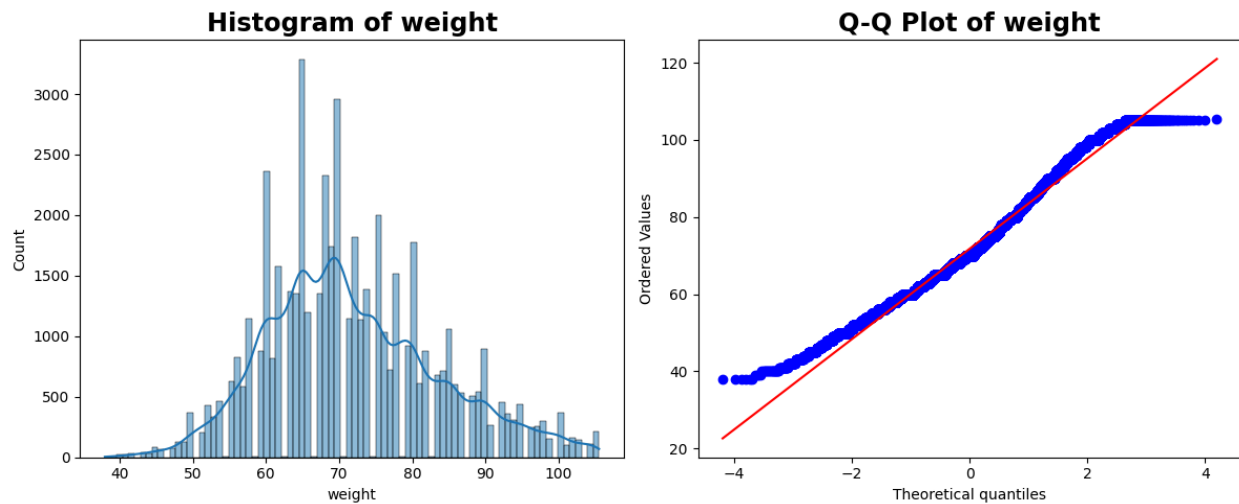 Histogram of weight
3000
2500
2000
1500
1000
500
0
Count
40 50 60 70 80 90 100
weight
Q-Q Plot of weight
120
100
80
60
40
20
Ordered Values
−4 −2 0 2 4
Theoretical quantiles